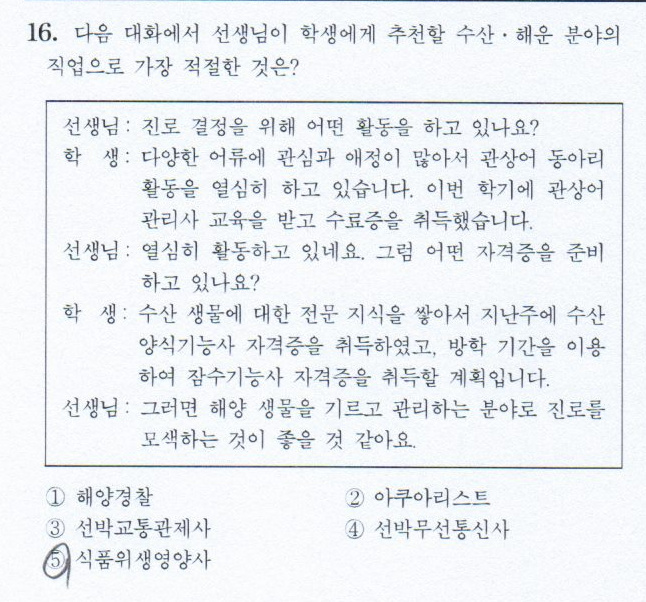 16. 다음 대화에서 선생님이 학생에게 추천할 수산·해운 분야의
직업으로 가장 적절한 것은?
선생님: 진로 결정을 위해 어떤 활동을 하고 있나요?
학 생: 다양한 어류에 관심과 애정이 많아서 관상어 동아리
활동을 열심히 하고 있습니다. 이번 학기에 관상어
관리사 교육을 받고 수료증을 취득했습니다.
선생님: 열심히 활동하고 있네요. 그럼 어떤 자격증을 준비
하고 있나요?
학 생: 수산 생물에 대한 전문 지식을 쌓아서 지난주에 수산
양식기능사 자격증을 취득하였고, 방학 기간을 이용
하여 잠수기능사 자격증을 취득할 계획입니다.
선생님: 그러면 해양 생물을 기르고 관리하는 분야로 진로를
모색하는 것이 좋을 것 같아요.
① 해양경찰 ② 아쿠아리스트
③ 선박교통관제사 ④ 선박무선통신사
⑤ 식품위생영양사